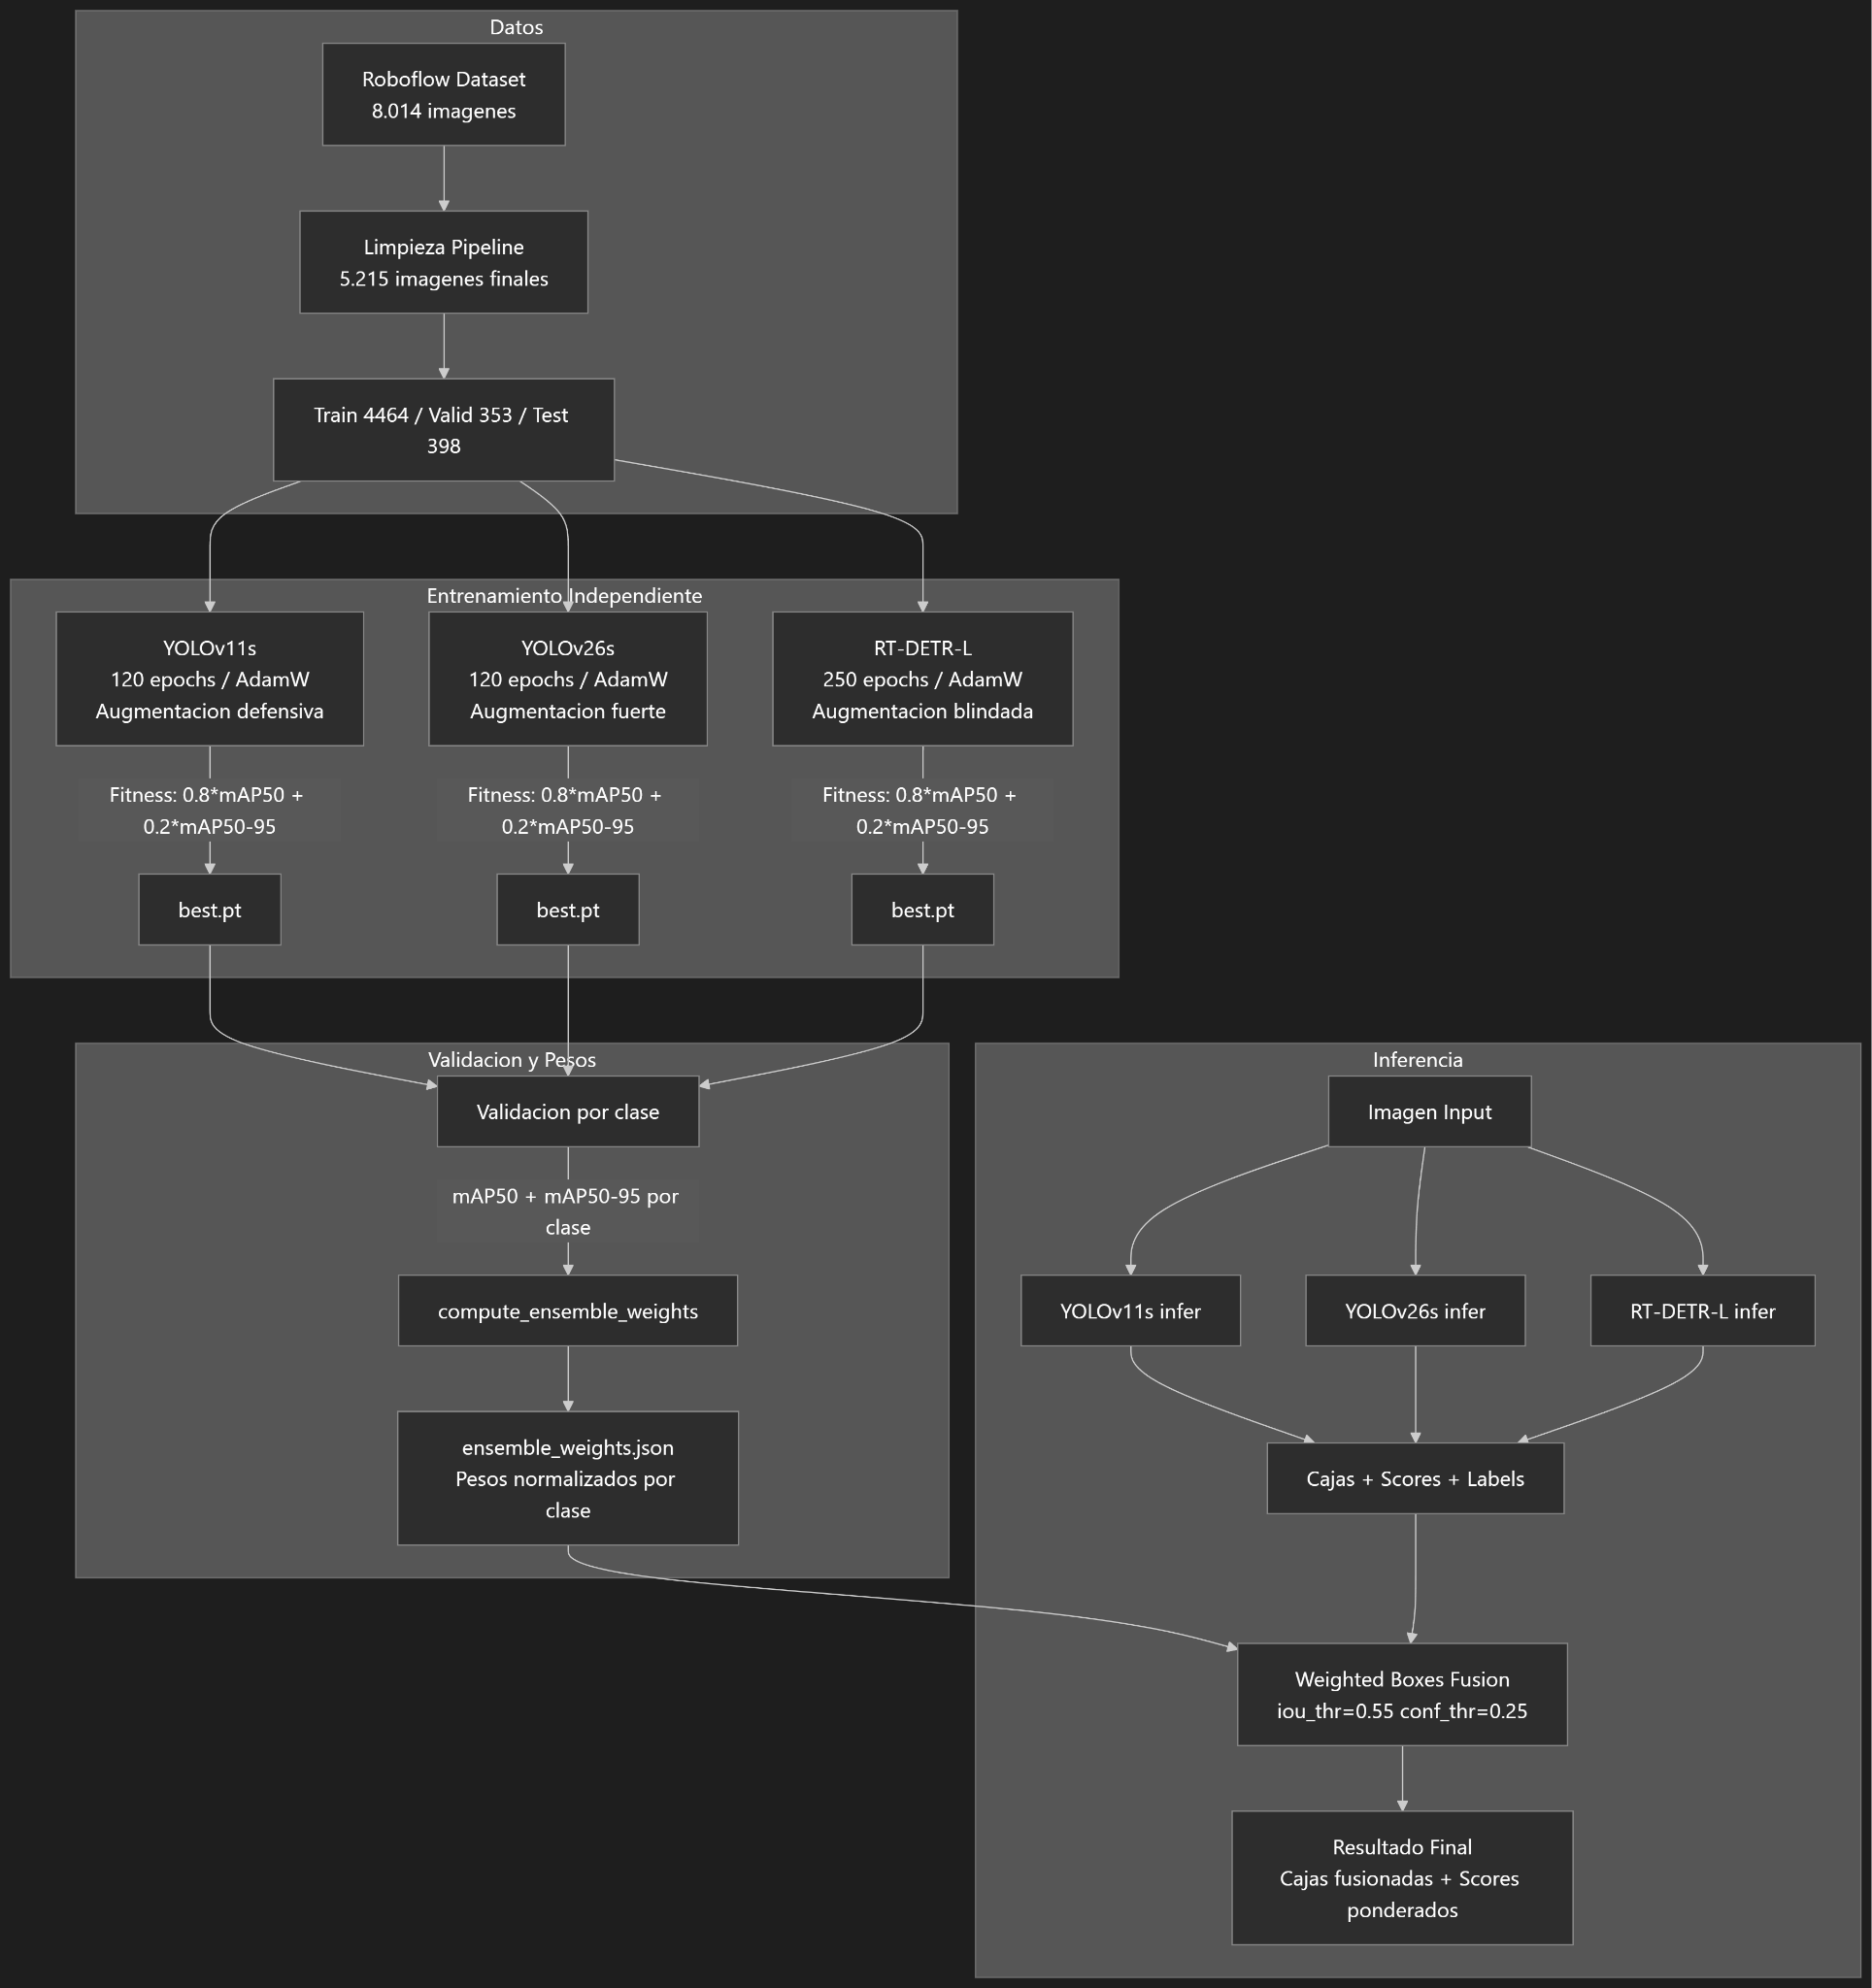 Datos
Roboflow Dataset
8.014 imagenes
Limpieza Pipeline
5.215 imagenes finales
Train 4464 / Valid 353 / Test
398
Entrenamiento Independiente
YOLOv11s
120 epochs / AdamW
Augmentacion defensiva
YOLOv26s
120 epochs / AdamW
Augmentacion fuerte
RT-DETR-L
250 epochs / AdamW
Augmentacion blindada
Fitness: 0.8*mAP50 +
0.2*mAP50-95
Fitness: 0.8*mAP50 +
0.2*mAP50-95
Fitness: 0.8*mAP50 +
0.2*mAP50-95
best.pt
best.pt
best.pt
Validacion y Pesos
Validacion por clase
mAP50 + mAP50-95 por
clase
compute_ensemble_weights
ensemble_weights.json
Pesos normalizados por
clase
Inferencia
Imagen Input
YOLOv11s infer
YOLOv26s infer
RT-DETR-L infer
Cajas + Scores + Labels
Weighted Boxes Fusion
iou_thr=0.55 conf_thr=0.25
Resultado Final
Cajas fusionadas + Scores
ponderados